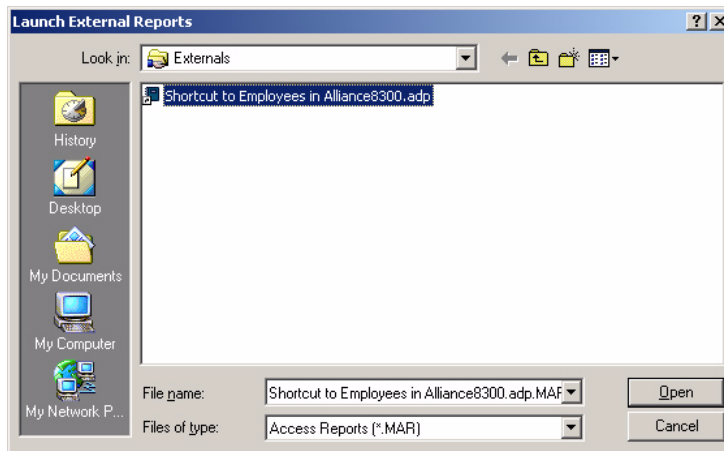 Launch External Reports
Look in: Externals
Shortcut to Employees in Alliance8300.adp
History
Desktop
My Documents
My Computer
My Network P...
File name: Shortcut to Employees in Alliance8300.adp.MAR
Open
Files of type: Access Reports (*.MAR)
Cancel